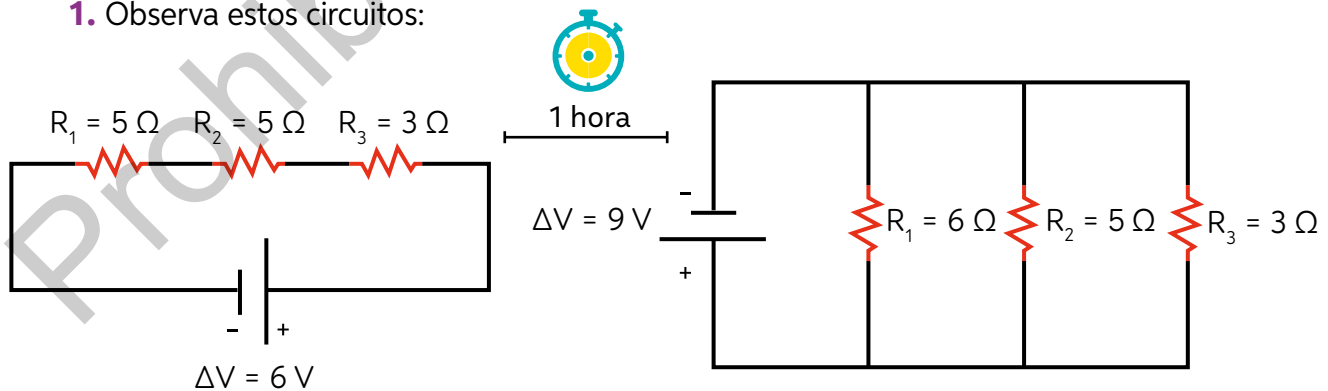 1. Observa estos circuitos:
R₁ = 5 Ω R₂ = 5 Ω R₃ = 3 Ω
- +
ΔV = 6 V
1 hora
ΔV = 9 V
-
+
R₁ = 6 Ω R₂ = 5 Ω R₃ = 3 Ω
Prohib